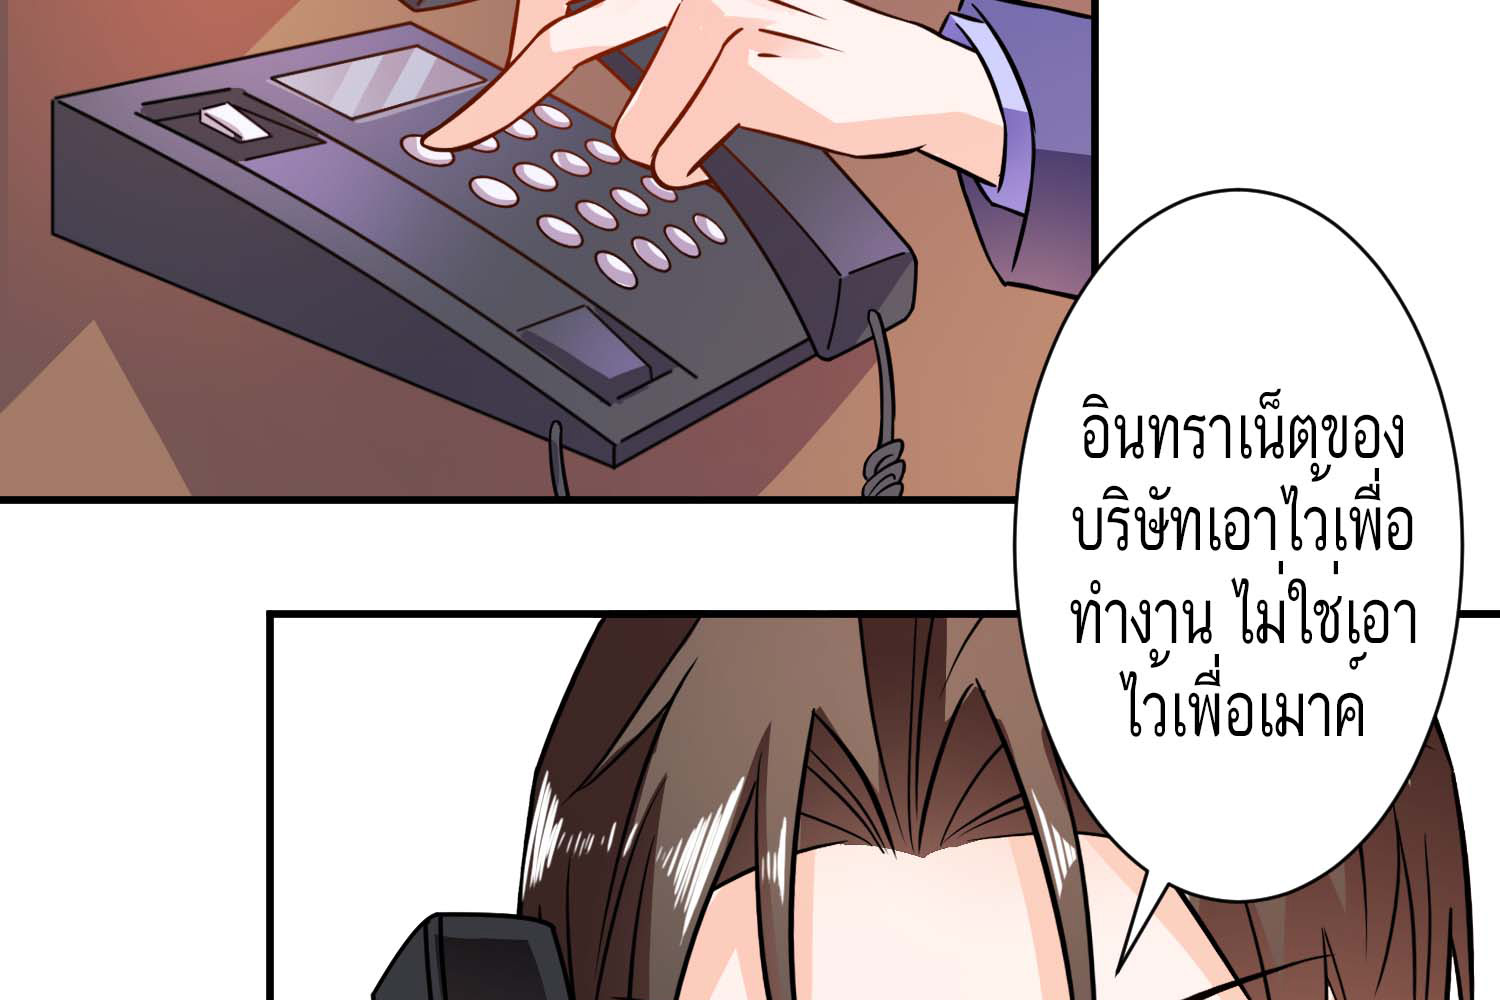 อินทราเน็ตของ
บริษัทเอาไว้เพื่อ
ทำงาน ไม่ใช่เอา
ไว้เพื่อเมาค์